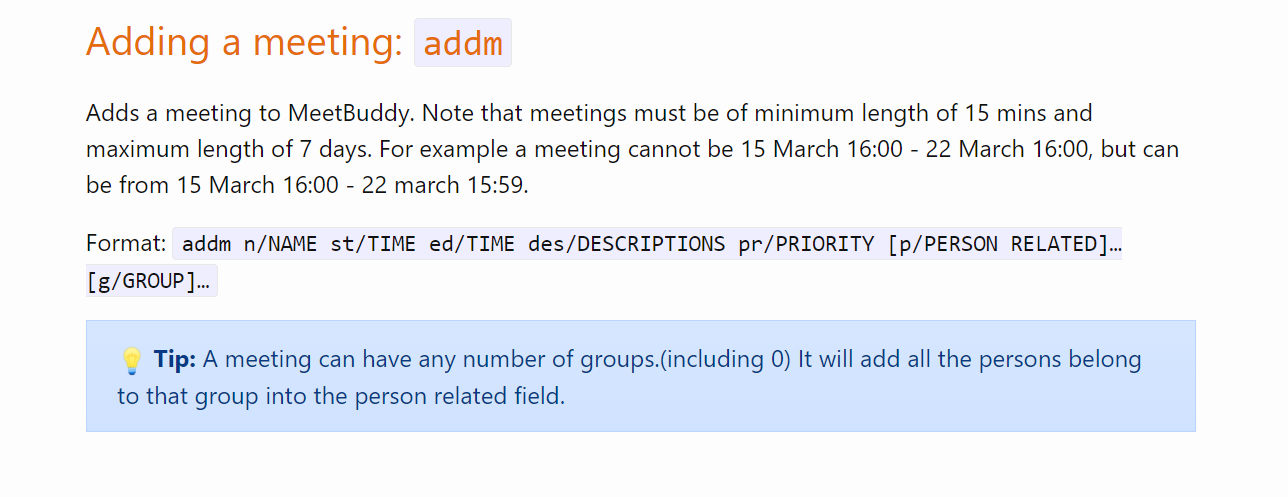 Adding a meeting: addm
Adds a meeting to MeetBuddy. Note that meetings must be of minimum length of 15 mins and
maximum length of 7 days. For example a meeting cannot be 15 March 16:00 - 22 March 16:00, but can
be from 15 March 16:00 - 22 march 15:59.
Format: addm n/NAME st/TIME ed/TIME des/DESCRIPTIONS pr/PRIORITY [p/PERSON RELATED]…
[g/GROUP]…
💡 Tip: A meeting can have any number of groups.(including 0) It will add all the persons belong
to that group into the person related field.